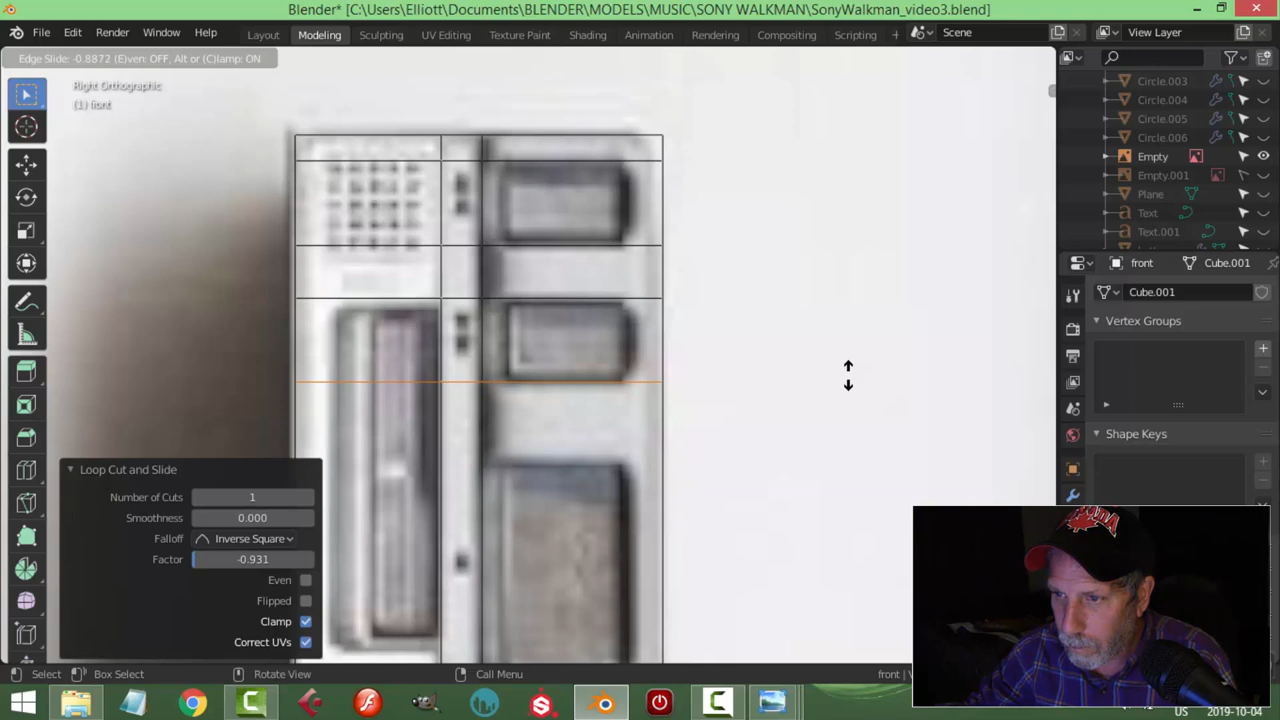 Blender* [C:\Users\Elliott\Documents\BLENDER\MODELS\MUSIC\SONY WALKMAN\SonyWalkman_video3.blend]
File Edit Render Window Help
Layout Modeling Sculpting UV Editing Texture Paint Shading Animation Rendering Compositing Scripting +
Scene
View Layer
Edge Slide: -0.8872 (E)ven: OFF, Alt or (C)lamp: ON
Right Orthographic
(1) front
Circle.003
Circle.004
Circle.005
Circle.006
Empty
Empty.001
Plane
Text
Text.001
front
Cube.001
Cube.001
Vertex Groups
Shape Keys
Loop Cut and Slide
Number of Cuts 1
Smoothness 0.000
Falloff Inverse Square
Factor -0.931
Even
Flipped
Clamp
Correct UVs
CANADA
Select Box Select Rotate View Call Menu
front | V
US
2019-10-04